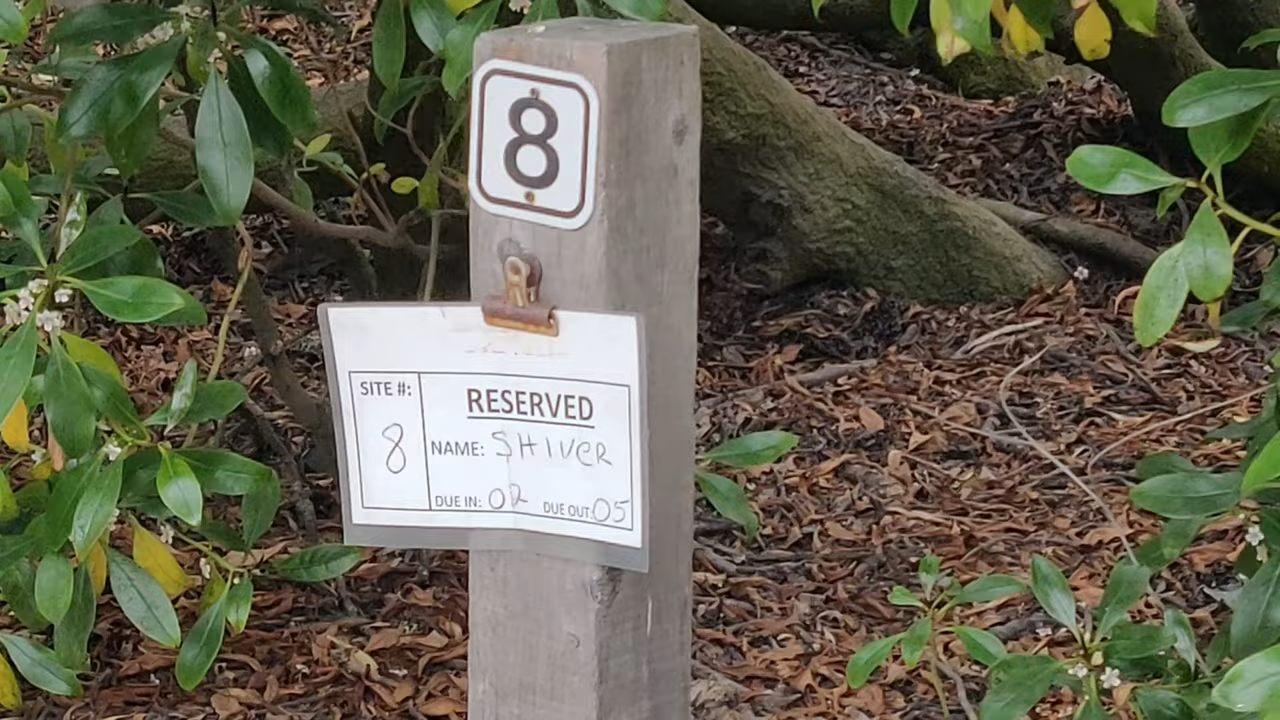 8
SITE #:
RESERVED
8
NAME: SHIVER
DUE IN: 02 DUE OUT: 05